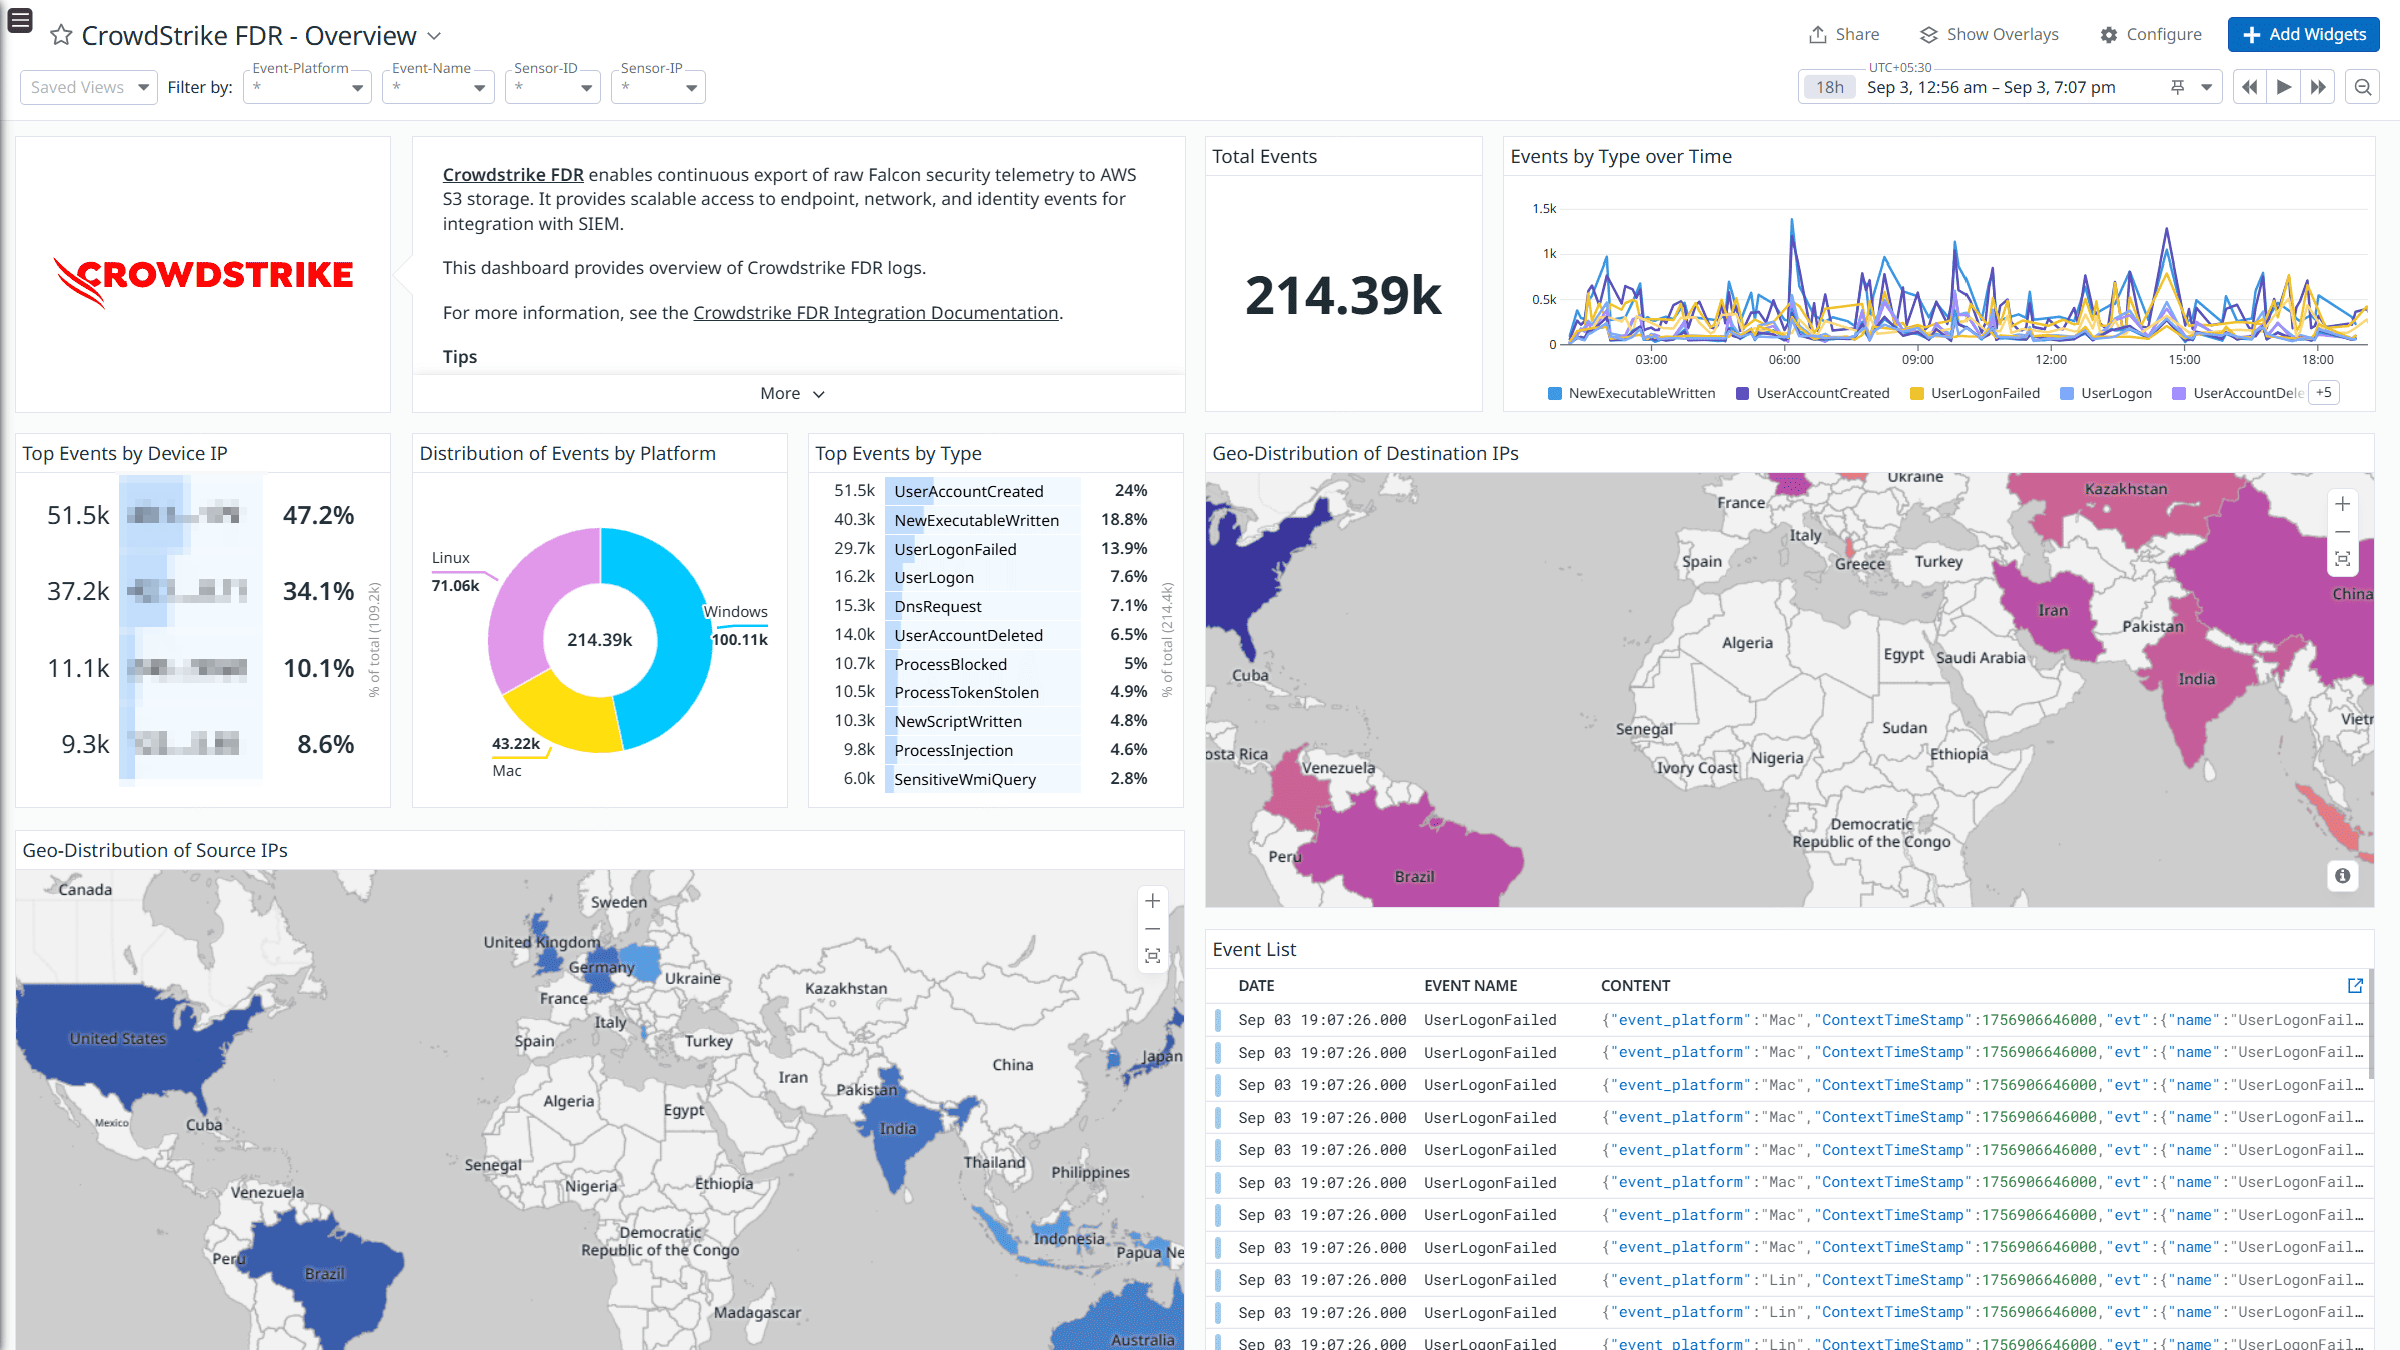 CrowdStrike FDR - Overview
Share
Show Overlays
Configure
Add Widgets
Saved Views
Filter by:
Event-Platform
*
Event-Name
*
Sensor-ID
*
Sensor-IP
*
UTC+05:30
18h
Sep 3, 12:56 am – Sep 3, 7:07 pm
CROWDSTRIKE
Crowdstrike FDR enables continuous export of raw Falcon security telemetry to AWS
S3 storage. It provides scalable access to endpoint, network, and identity events for
integration with SIEM.
This dashboard provides overview of Crowdstrike FDR logs.
For more information, see the Crowdstrike FDR Integration Documentation.
Tips
More
Total Events
214.39k
Events by Type over Time
1.5k
1k
0.5k
0
03:00
06:00
09:00
12:00
15:00
18:00
NewExecutableWritten
UserAccountCreated
UserLogonFailed
UserLogon
UserAccountDele
+5
Top Events by Device IP
51.5k
47.2%
37.2k
34.1%
11.1k
10.1%
9.3k
8.6%
% of total (109.2k)
Distribution of Events by Platform
Linux
71.06k
Windows
100.11k
214.39k
43.22k
Mac
Top Events by Type
51.5k UserAccountCreated 24%
40.3k NewExecutableWritten 18.8%
29.7k UserLogonFailed 13.9%
16.2k UserLogon 7.6%
15.3k DnsRequest 7.1%
14.0k UserAccountDeleted 6.5%
10.7k ProcessBlocked 5%
10.5k ProcessTokenStolen 4.9%
10.3k NewScriptWritten 4.8%
9.8k ProcessInjection 4.6%
6.0k SensitiveWmiQuery 2.8%
% of total (214.4k)
Geo-Distribution of Destination IPs
Ukraine
Kazakhstan
France
Italy
Spain
Greece
Turkey
China
Iran
Pakistan
Algeria
Egypt
Saudi Arabia
Cuba
India
Vietr
Senegal
Sudan
osta Rica
Venezuela
Ivory Coast
Nigeria
Ethiopia
Democratic
Republic of the Congo
Peru
Brazil
Geo-Distribution of Source IPs
Canada
Sweden
United Kingdom
Germany
Ukraine
France
Kazakhstan
Italy
United States
Spain
Turkey
Japan
China
Iran
Pakistan
Algeria
Egypt
Mexico
Cuba
India
Senegal
Thailand
Philippines
Venezuela
Nigeria
Ethiopia
Democratic
Republic of the Congo
Indonesia
Papua Ne
Peru
Brazil
Madagascar
Australia
Event List
DATE EVENT NAME CONTENT
Sep 03 19:07:26.000 UserLogonFailed {"event_platform":"Mac","ContextTimeStamp":1756906646000,"evt":{"name":"UserLogonFail…
Sep 03 19:07:26.000 UserLogonFailed {"event_platform":"Mac","ContextTimeStamp":1756906646000,"evt":{"name":"UserLogonFail…
Sep 03 19:07:26.000 UserLogonFailed {"event_platform":"Mac","ContextTimeStamp":1756906646000,"evt":{"name":"UserLogonFail…
Sep 03 19:07:26.000 UserLogonFailed {"event_platform":"Mac","ContextTimeStamp":1756906646000,"evt":{"name":"UserLogonFail…
Sep 03 19:07:26.000 UserLogonFailed {"event_platform":"Mac","ContextTimeStamp":1756906646000,"evt":{"name":"UserLogonFail…
Sep 03 19:07:26.000 UserLogonFailed {"event_platform":"Mac","ContextTimeStamp":1756906646000,"evt":{"name":"UserLogonFail…
Sep 03 19:07:26.000 UserLogonFailed {"event_platform":"Mac","ContextTimeStamp":1756906646000,"evt":{"name":"UserLogonFail…
Sep 03 19:07:26.000 UserLogonFailed {"event_platform":"Mac","ContextTimeStamp":1756906646000,"evt":{"name":"UserLogonFail…
Sep 03 19:07:26.000 UserLogonFailed {"event_platform":"Lin","ContextTimeStamp":1756906646000,"evt":{"name":"UserLogonFail…
Sep 03 19:07:26.000 UserLogonFailed {"event_platform":"Lin","ContextTimeStamp":1756906646000,"evt":{"name":"UserLogonFail…
Sep 03 19:07:26.000 UserLogonFailed {"event_platform":"Lin","ContextTimeStamp":1756906646000,"evt":{"name":"UserLogonFail…